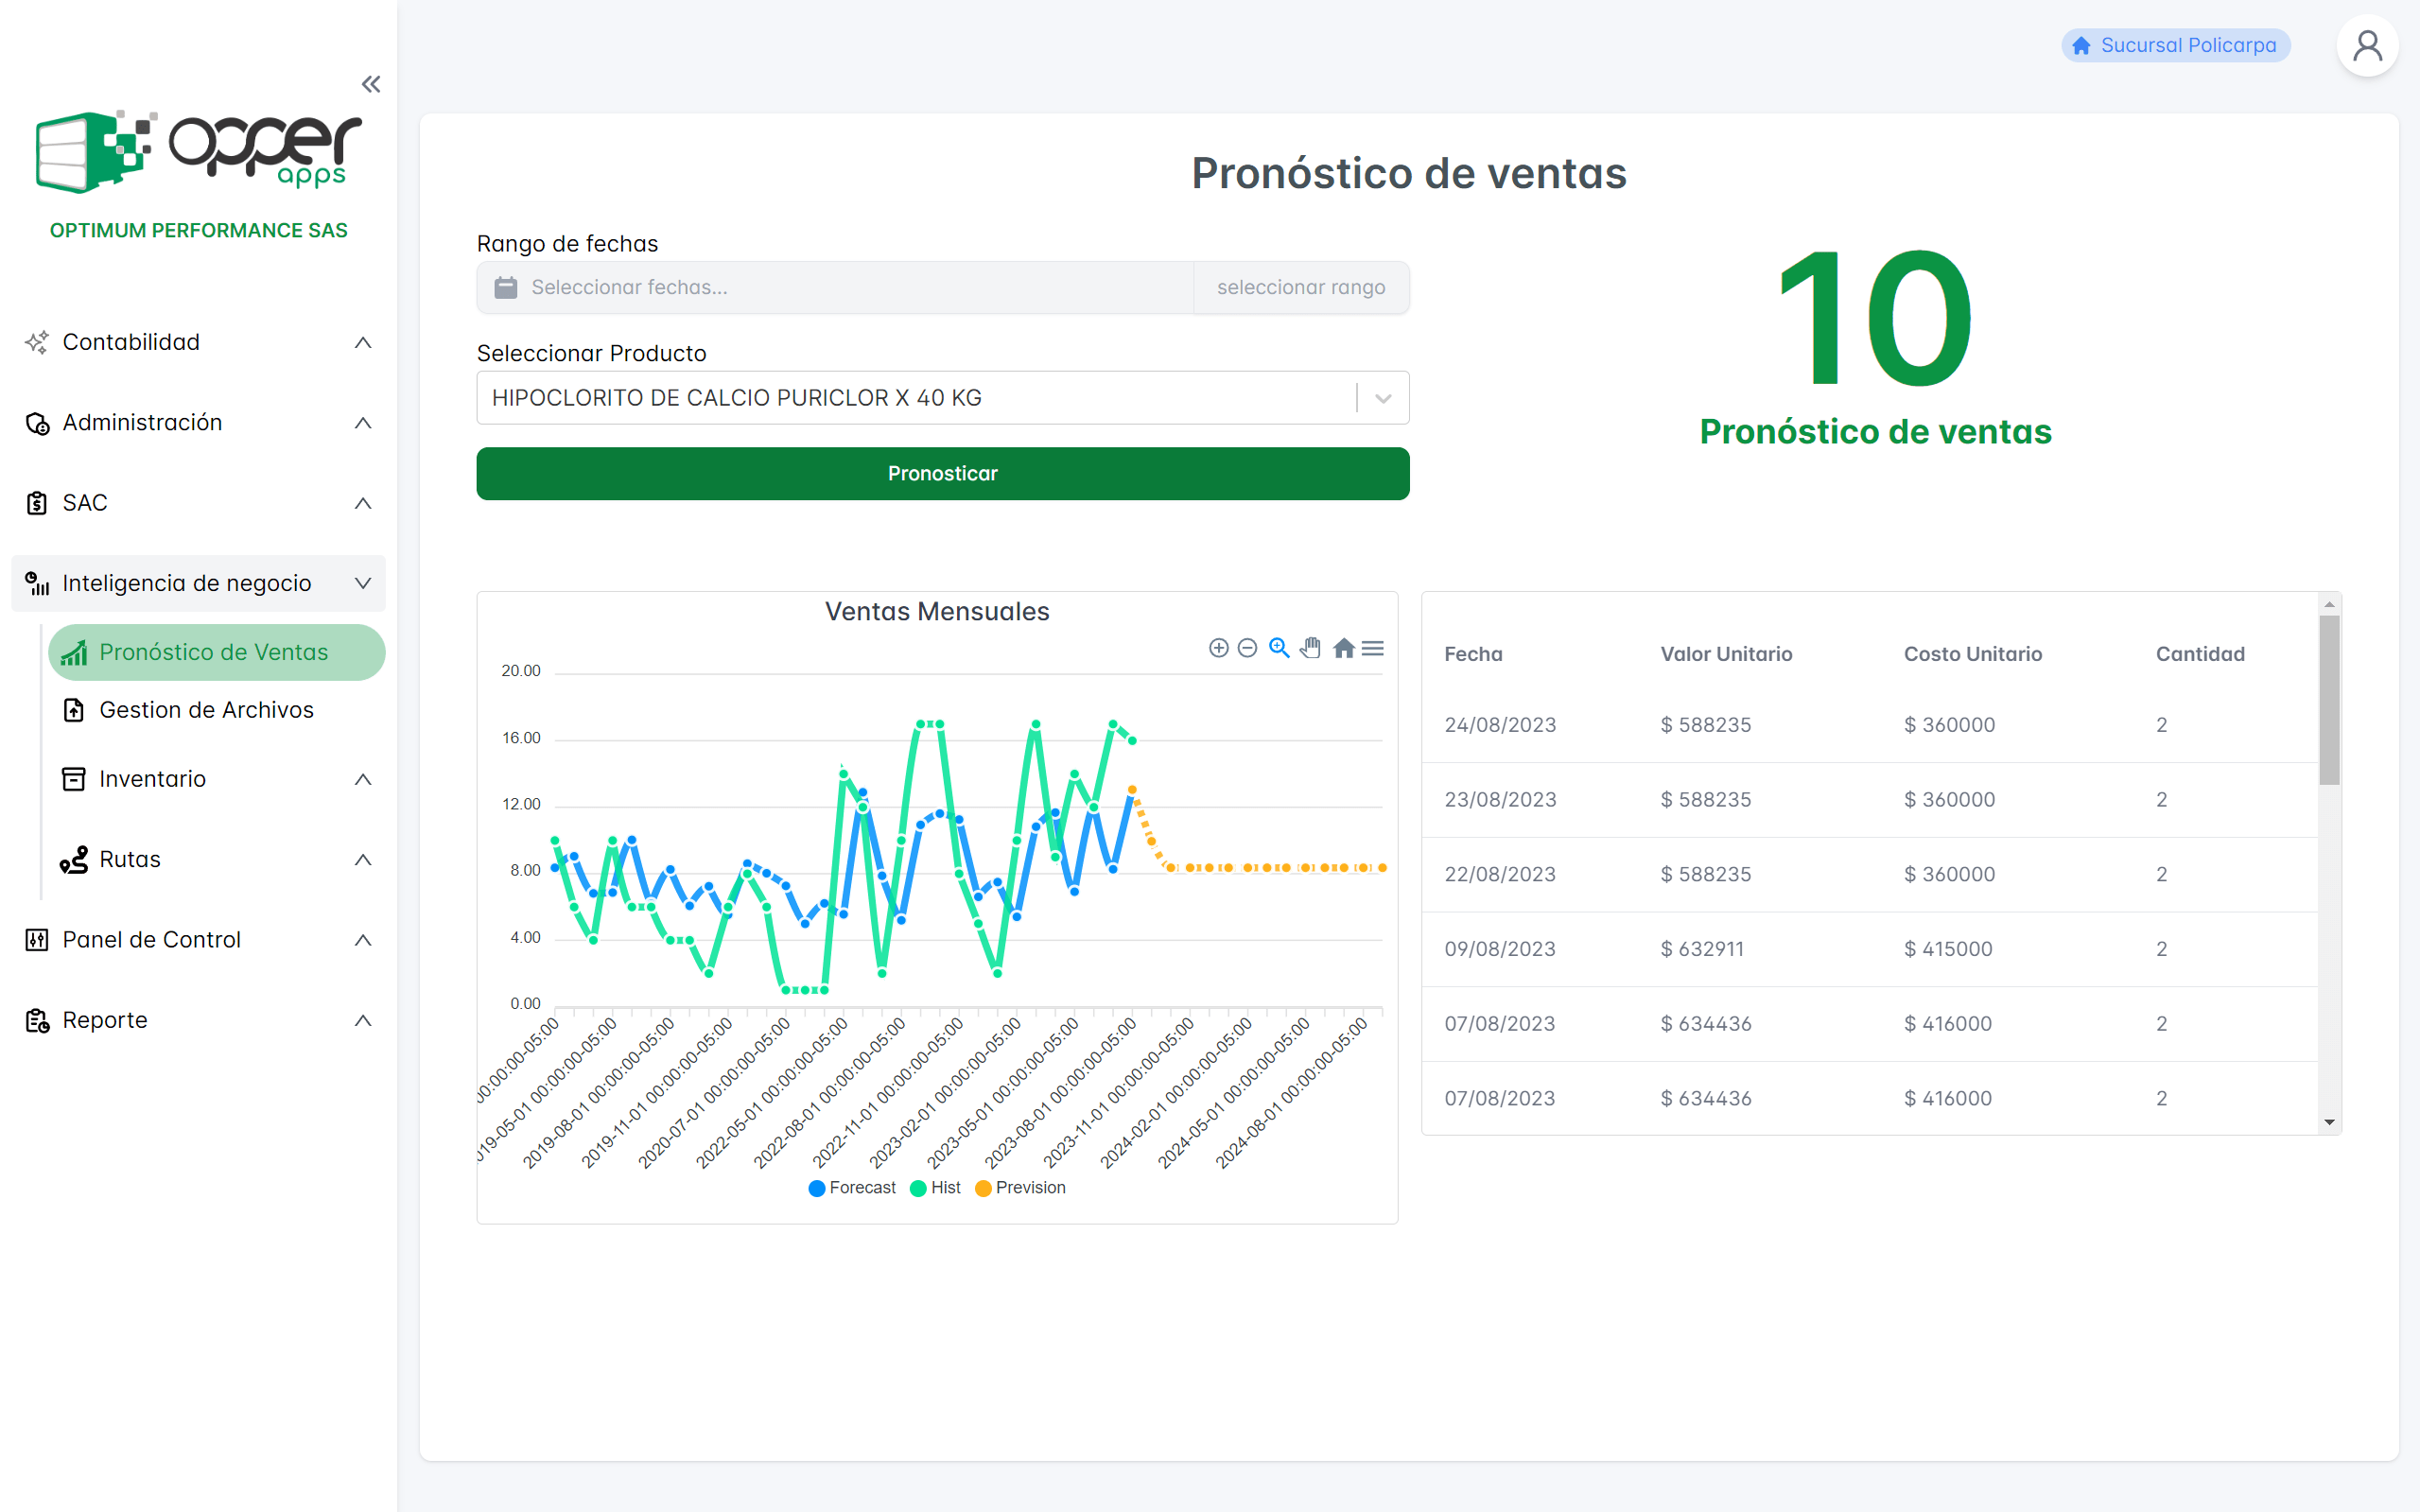 Sucursal Policarpa
opper
apps
OPTIMUM PERFORMANCE SAS
Contabilidad
Administración
SAC
Inteligencia de negocio
Pronóstico de Ventas
Gestion de Archivos
Inventario
Rutas
Panel de Control
Reporte
Pronóstico de ventas
Rango de fechas
Seleccionar fechas... seleccionar rango
Seleccionar Producto
HIPOCLORITO DE CALCIO PURICLOR X 40 KG
Pronosticar
10
Pronóstico de ventas
Ventas Mensuales
20.00
16.00
12.00
8.00
4.00
0.00
00:00:00-05:00
019-05-01 00:00:00-05:00
2019-08-01 00:00:00-05:00
2019-11-01 00:00:00-05:00
2020-07-01 00:00:00-05:00
2022-05-01 00:00:00-05:00
2022-08-01 00:00:00-05:00
2022-11-01 00:00:00-05:00
2023-02-01 00:00:00-05:00
2023-05-01 00:00:00-05:00
2023-08-01 00:00:00-05:00
2023-11-01 00:00:00-05:00
2024-02-01 00:00:00-05:00
2024-05-01 00:00:00-05:00
2024-08-01 00:00:00-05:00
Forecast Hist Prevision
Fecha Valor Unitario Costo Unitario Cantidad
24/08/2023 $ 588235 $ 360000 2
23/08/2023 $ 588235 $ 360000 2
22/08/2023 $ 588235 $ 360000 2
09/08/2023 $ 632911 $ 415000 2
07/08/2023 $ 634436 $ 416000 2
07/08/2023 $ 634436 $ 416000 2